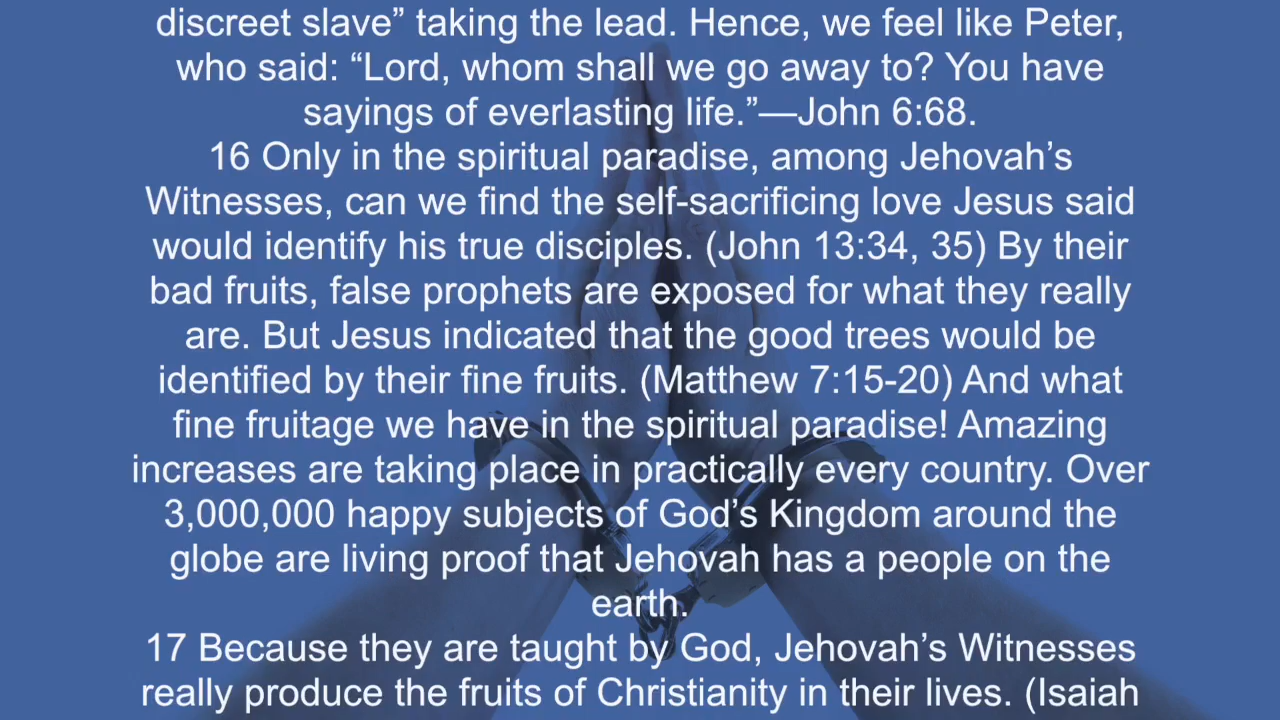 discreet slave” taking the lead. Hence, we feel like Peter,
who said: “Lord, whom shall we go away to? You have
sayings of everlasting life.”—John 6:68.
16 Only in the spiritual paradise, among Jehovah’s
Witnesses, can we find the self-sacrificing love Jesus said
would identify his true disciples. (John 13:34, 35) By their
bad fruits, false prophets are exposed for what they really
are. But Jesus indicated that the good trees would be
identified by their fine fruits. (Matthew 7:15-20) And what
fine fruitage we have in the spiritual paradise! Amazing
increases are taking place in practically every country. Over
3,000,000 happy subjects of God’s Kingdom around the
globe are living proof that Jehovah has a people on the
earth.
17 Because they are taught by God, Jehovah’s Witnesses
really produce the fruits of Christianity in their lives. (Isaiah